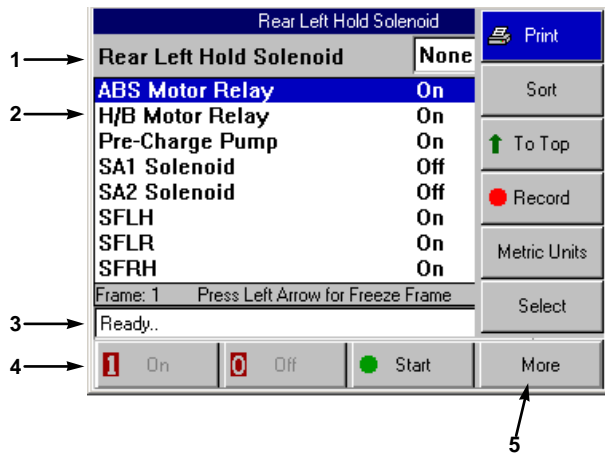 Rear Left Hold Solenoid
Print
1
Rear Left Hold Solenoid None
ABS Motor Relay On
Sort
2
H/B Motor Relay On
Pre-Charge Pump On
To Top
SA1 Solenoid Off
SA2 Solenoid Off
Record
SFLH On
SFLR On
Metric Units
SFRH On
Frame: 1 Press Left Arrow for Freeze Frame
Select
3
Ready..
4
1 On
0 Off
Start
More
5